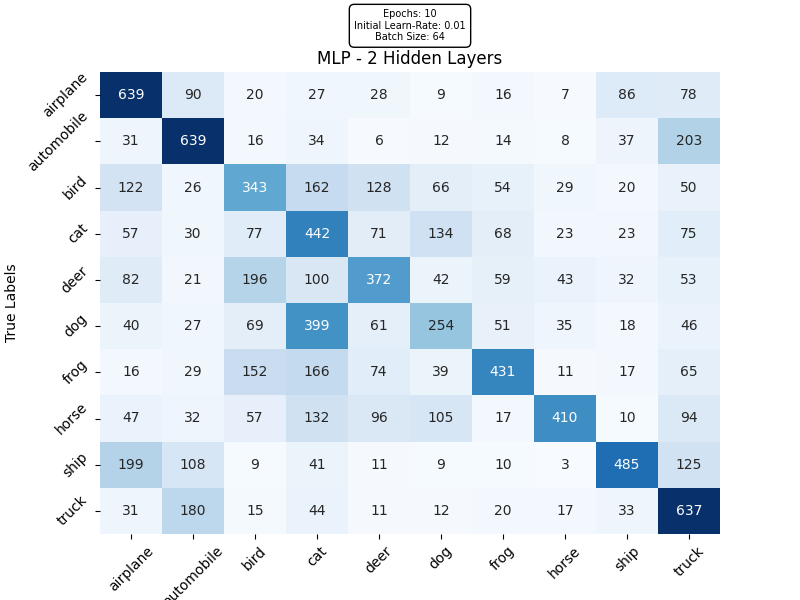 Epochs: 10
Initial Learn-Rate: 0.01
Batch Size: 64
MLP - 2 Hidden Layers
True Labels
airplane 639 90 20 27 28 9 16 7 86 78
automobile 31 639 16 34 6 12 14 8 37 203
bird 122 26 343 162 128 66 54 29 20 50
cat 57 30 77 442 71 134 68 23 23 75
deer 82 21 196 100 372 42 59 43 32 53
dog 40 27 69 399 61 254 51 35 18 46
frog 16 29 152 166 74 39 431 11 17 65
horse 47 32 57 132 96 105 17 410 10 94
ship 199 108 9 41 11 9 10 3 485 125
truck 31 180 15 44 11 12 20 17 33 637
airplane automobile bird cat deer dog frog horse ship truck